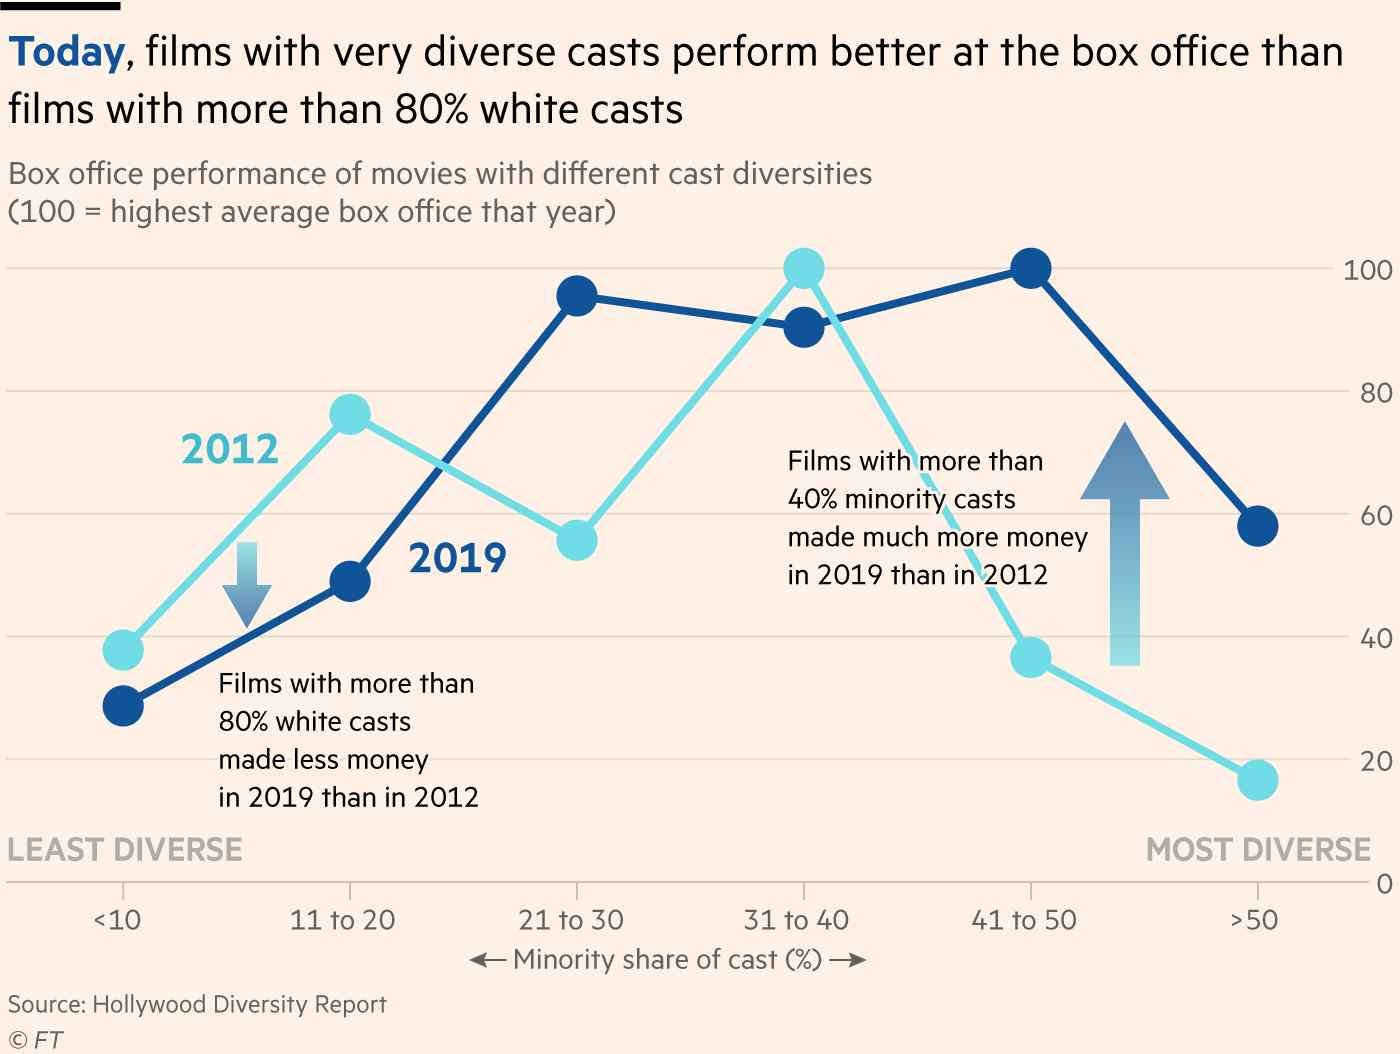 Today, films with very diverse casts perform better at the box office than
films with more than 80% white casts
Box office performance of movies with different cast diversities
(100 = highest average box office that year)
100
80
60
40
20
0
2012
2019
Films with more than
40% minority casts
made much more money
in 2019 than in 2012
Films with more than
80% white casts
made less money
in 2019 than in 2012
LEAST DIVERSE
MOST DIVERSE
<10
11 to 20
21 to 30
31 to 40
41 to 50
>50
← Minority share of cast (%) →
Source: Hollywood Diversity Report
© FT